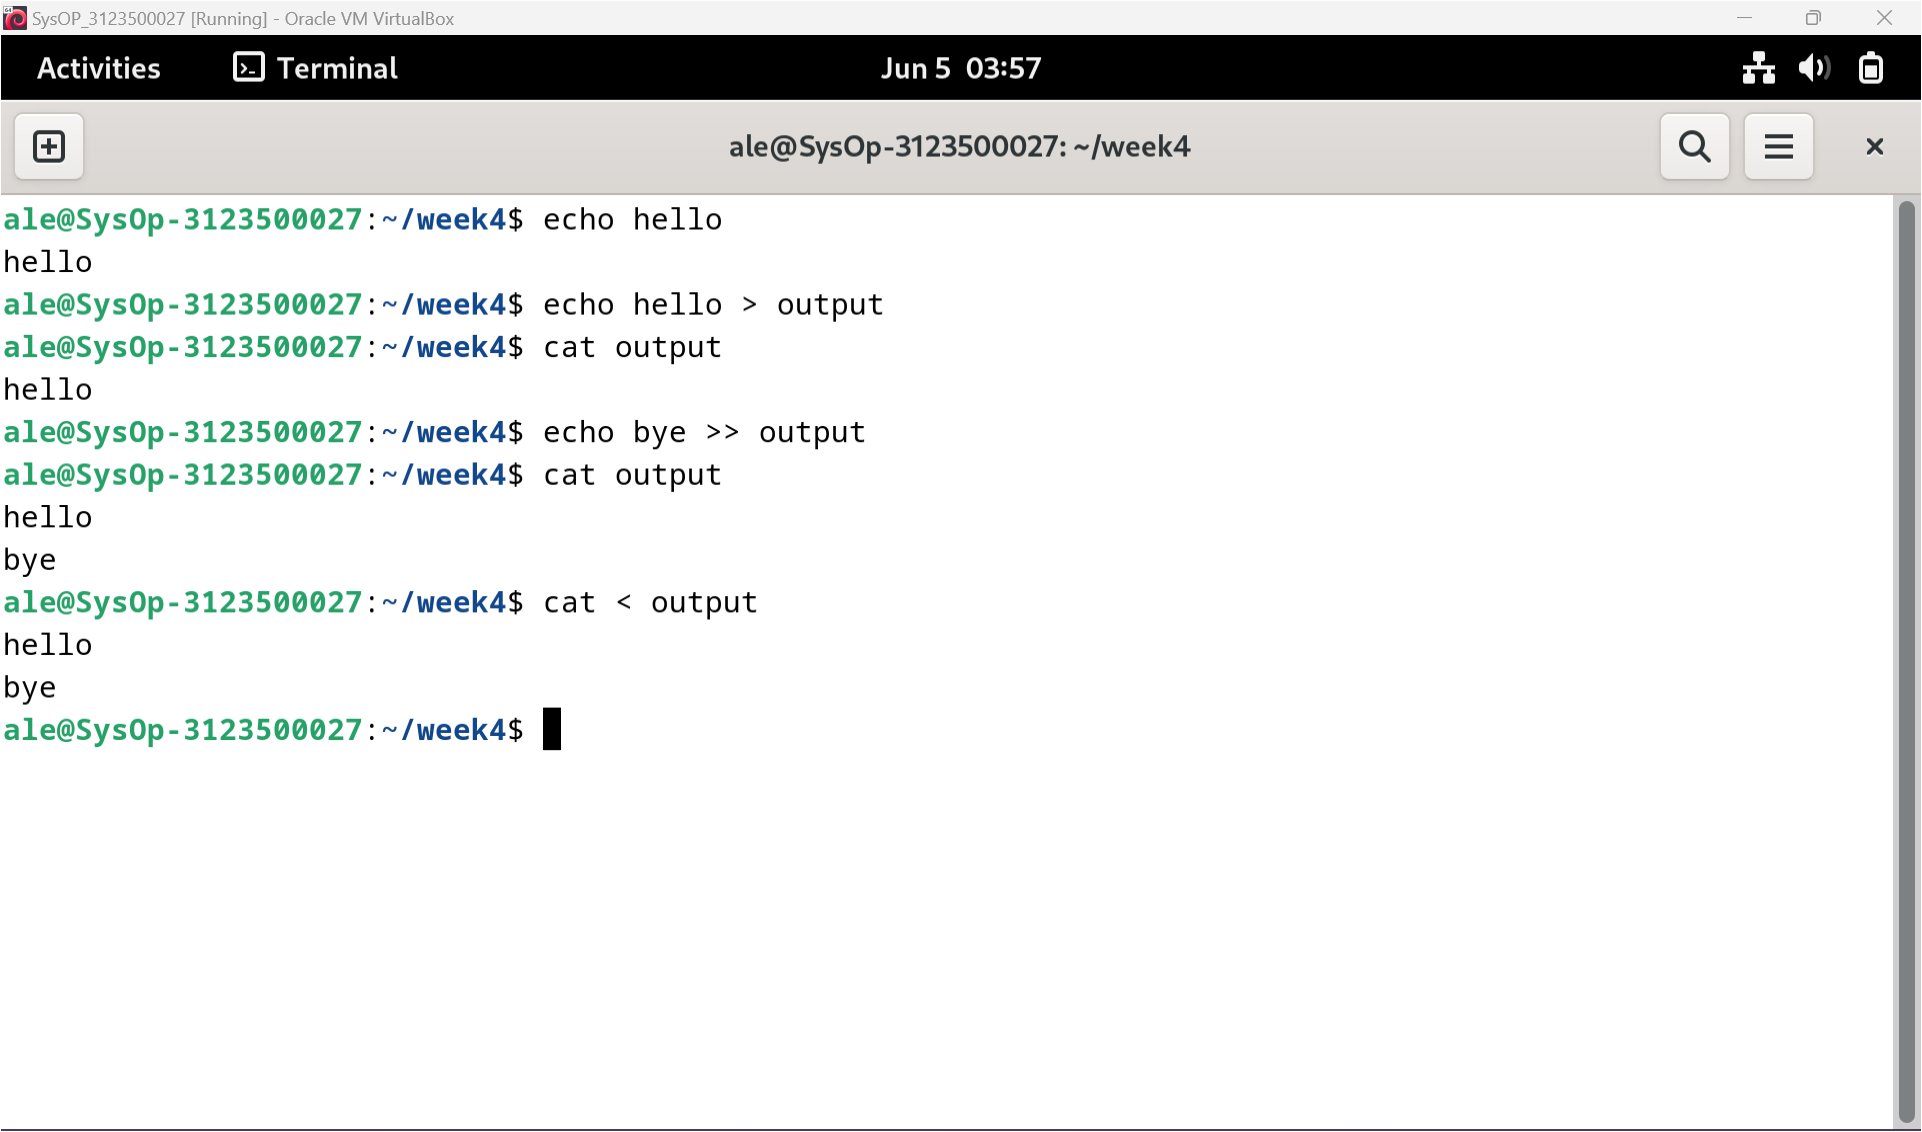 SysOP_3123500027 [Running] - Oracle VM VirtualBox
Activities Terminal Jun 5 03:57
ale@SysOp-3123500027: ~/week4
ale@SysOp-3123500027:~/week4$ echo hello
hello
ale@SysOp-3123500027:~/week4$ echo hello > output
ale@SysOp-3123500027:~/week4$ cat output
hello
ale@SysOp-3123500027:~/week4$ echo bye >> output
ale@SysOp-3123500027:~/week4$ cat output
hello
bye
ale@SysOp-3123500027:~/week4$ cat < output
hello
bye
ale@SysOp-3123500027:~/week4$